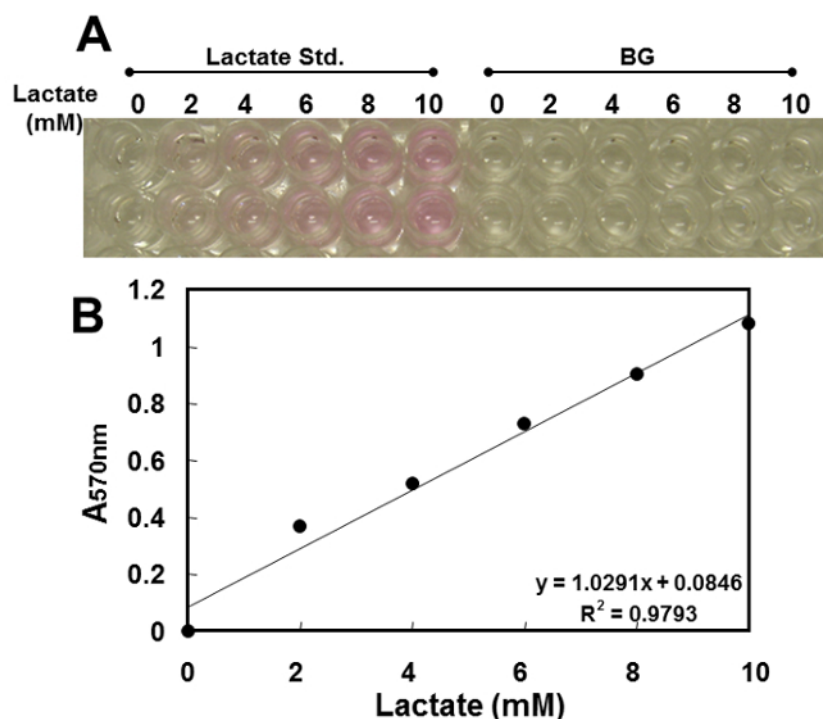 A
Lactate Std. BG
Lactate (mM) 0 2 4 6 8 10 0 2 4 6 8 10
B
1.2
1
0.8
0.6
0.4
0.2
0
A570nm
y = 1.0291x + 0.0846
R² = 0.9793
0 2 4 6 8 10
Lactate (mM)